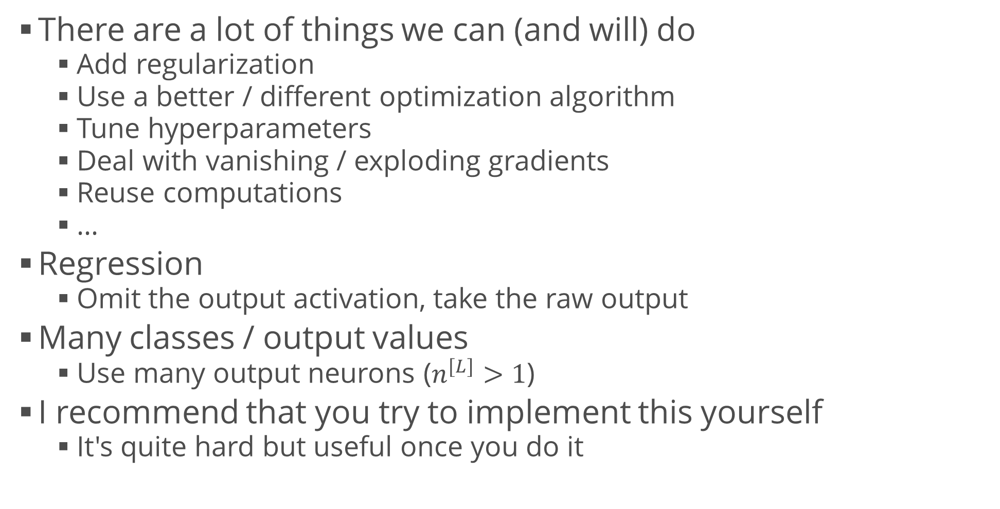 ▪ There are a lot of things we can (and will) do
▪ Add regularization
▪ Use a better / different optimization algorithm
▪ Tune hyperparameters
▪ Deal with vanishing / exploding gradients
▪ Reuse computations
▪ ...
▪ Regression
▪ Omit the output activation, take the raw output
▪ Many classes / output values
▪ Use many output neurons (n^[L] > 1)
▪ I recommend that you try to implement this yourself
▪ It's quite hard but useful once you do it